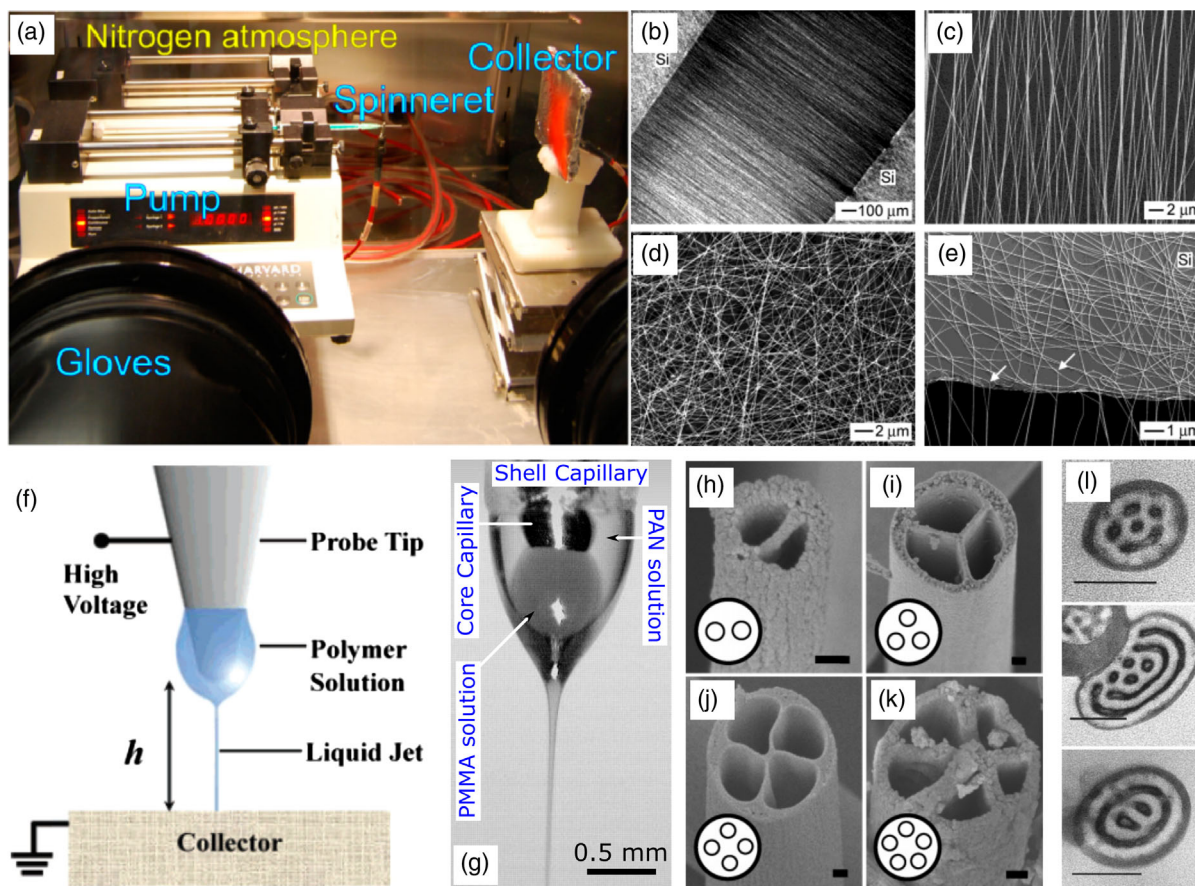 (a)
Nitrogen atmosphere
Collector
Spinneret
Pump
HARVARD
Gloves
(b)
Si
Si
100 μm
(c)
2 μm
(d)
2 μm
(e)
Si
1 μm
(f)
Probe Tip
High
Voltage
Polymer
Solution
h
Liquid Jet
Collector
(g)
Shell Capillary
Core Capillary
PAN solution
PMMA solution
0.5 mm
(h)
(i)
(j)
(k)
(l)